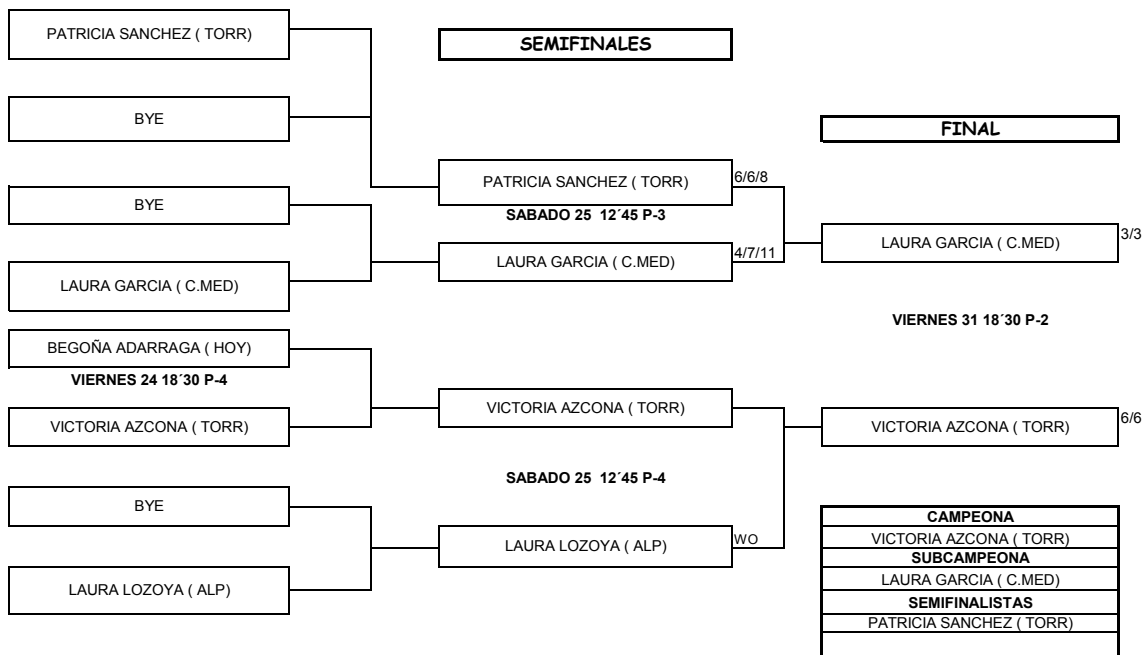 PATRICIA SANCHEZ ( TORR)
BYE
BYE
LAURA GARCIA ( C.MED)
BEGOÑA ADARRAGA ( HOY)
VIERNES 24 18´30 P-4
VICTORIA AZCONA ( TORR)
BYE
LAURA LOZOYA ( ALP)
SEMIFINALES
PATRICIA SANCHEZ ( TORR)
6/6/8
SABADO 25 12´45 P-3
LAURA GARCIA ( C.MED)
4/7/11
VICTORIA AZCONA ( TORR)
SABADO 25 12´45 P-4
LAURA LOZOYA ( ALP)
WO
FINAL
LAURA GARCIA ( C.MED)
3/3
VIERNES 31 18´30 P-2
VICTORIA AZCONA ( TORR)
6/6
CAMPEONA
VICTORIA AZCONA ( TORR)
SUBCAMPEONA
LAURA GARCIA ( C.MED)
SEMIFINALISTAS
PATRICIA SANCHEZ ( TORR)